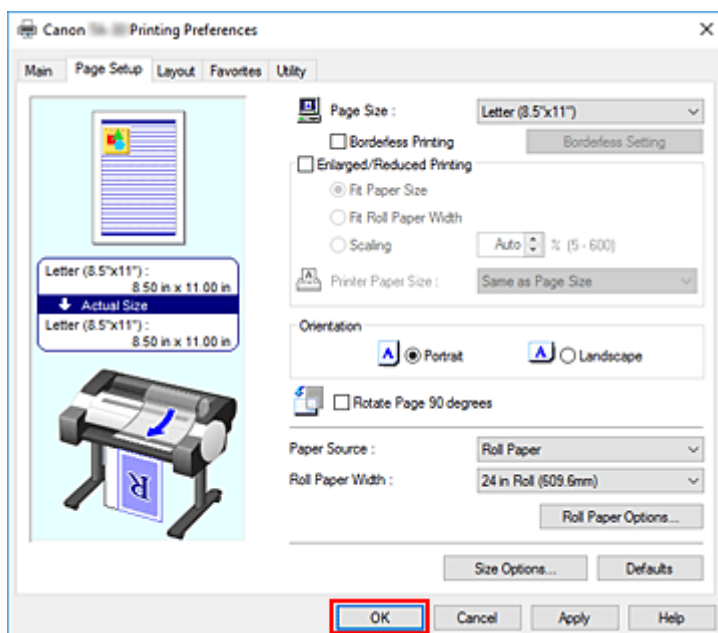 Canon Printing Preferences
Main Page Setup Layout Favorites Utility
Page Size : Letter (8.5"x11")
Borderless Printing Borderless Setting
Enlarged/Reduced Printing
Fit Paper Size
Fit Roll Paper Width
Scaling Auto % (5 - 600)
Printer Paper Size : Same as Page Size
Letter (8.5"x11") :
8.50 in x 11.00 in
Actual Size
Letter (8.5"x11") :
8.50 in x 11.00 in
Orientation
A Portrait A Landscape
Rotate Page 90 degrees
R
Paper Source : Roll Paper
Roll Paper Width : 24 in Roll (609.6mm)
Roll Paper Options...
Size Options... Defaults
OK Cancel Apply Help